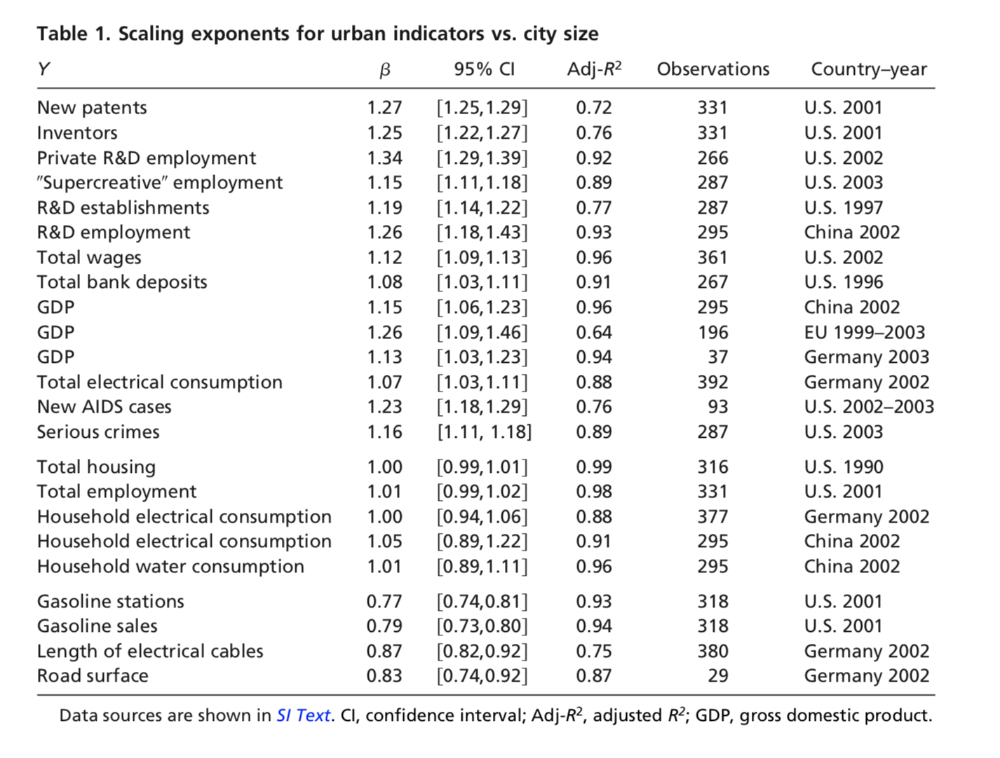 Table 1. Scaling exponents for urban indicators vs. city size
Y β 95% CI Adj-R² Observations Country–year
New patents 1.27 [1.25,1.29] 0.72 331 U.S. 2001
Inventors 1.25 [1.22,1.27] 0.76 331 U.S. 2001
Private R&D employment 1.34 [1.29,1.39] 0.92 266 U.S. 2002
″Supercreative″ employment 1.15 [1.11,1.18] 0.89 287 U.S. 2003
R&D establishments 1.19 [1.14,1.22] 0.77 287 U.S. 1997
R&D employment 1.26 [1.18,1.43] 0.93 295 China 2002
Total wages 1.12 [1.09,1.13] 0.96 361 U.S. 2002
Total bank deposits 1.08 [1.03,1.11] 0.91 267 U.S. 1996
GDP 1.15 [1.06,1.23] 0.96 295 China 2002
GDP 1.26 [1.09,1.46] 0.64 196 EU 1999–2003
GDP 1.13 [1.03,1.23] 0.94 37 Germany 2003
Total electrical consumption 1.07 [1.03,1.11] 0.88 392 Germany 2002
New AIDS cases 1.23 [1.18,1.29] 0.76 93 U.S. 2002–2003
Serious crimes 1.16 [1.11, 1.18] 0.89 287 U.S. 2003
Total housing 1.00 [0.99,1.01] 0.99 316 U.S. 1990
Total employment 1.01 [0.99,1.02] 0.98 331 U.S. 2001
Household electrical consumption 1.00 [0.94,1.06] 0.88 377 Germany 2002
Household electrical consumption 1.05 [0.89,1.22] 0.91 295 China 2002
Household water consumption 1.01 [0.89,1.11] 0.96 295 China 2002
Gasoline stations 0.77 [0.74,0.81] 0.93 318 U.S. 2001
Gasoline sales 0.79 [0.73,0.80] 0.94 318 U.S. 2001
Length of electrical cables 0.87 [0.82,0.92] 0.75 380 Germany 2002
Road surface 0.83 [0.74,0.92] 0.87 29 Germany 2002
Data sources are shown in SI Text. CI, confidence interval; Adj-R², adjusted R²; GDP, gross domestic product.